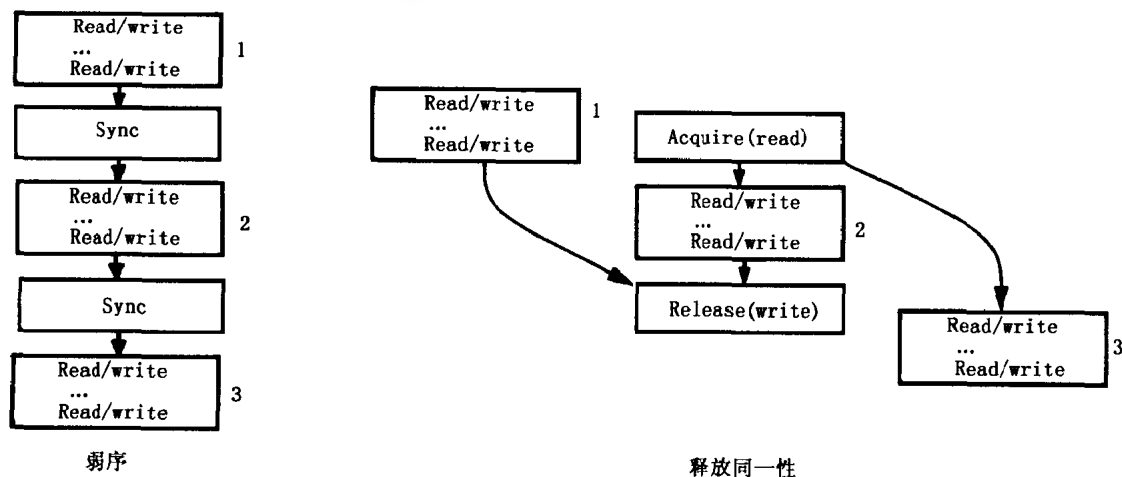 Read/write
...
Read/write
1
Sync
Read/write
...
Read/write
2
Sync
Read/write
...
Read/write
3
弱序
Read/write
...
Read/write
1
Acquire(read)
Read/write
...
Read/write
2
Release(write)
Read/write
...
Read/write
3
释放同一性